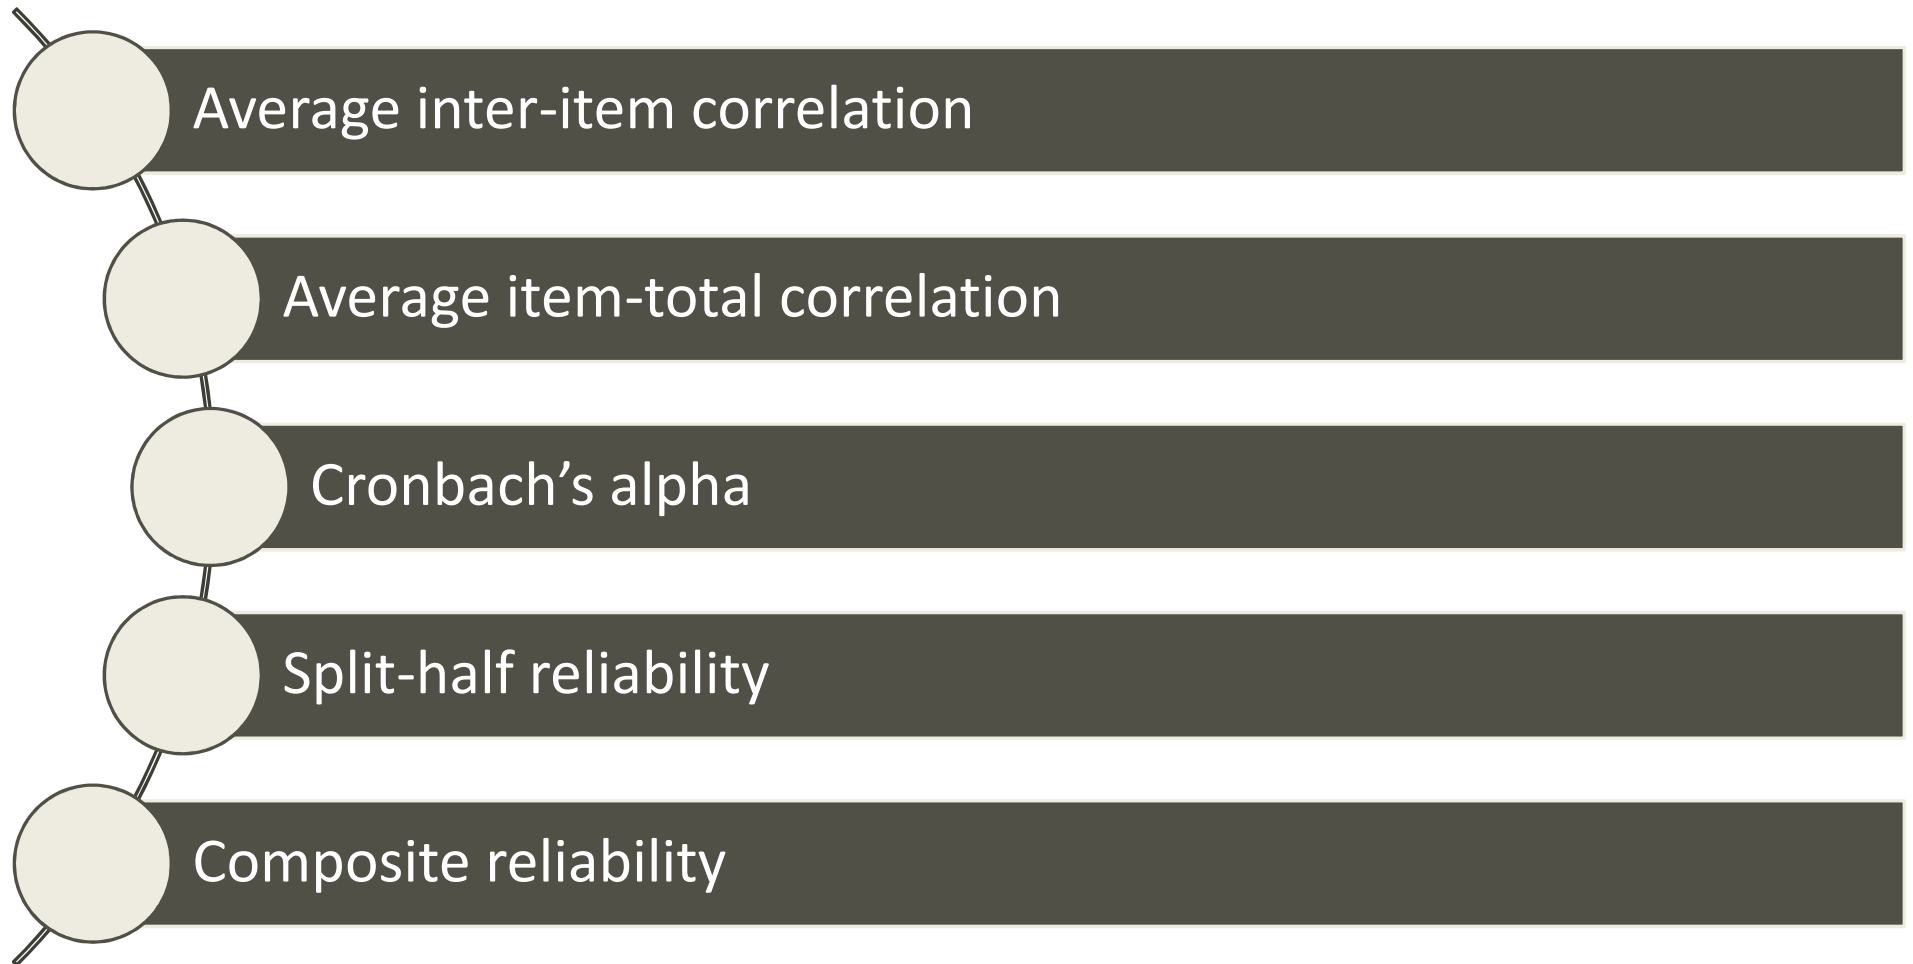 Average inter-item correlation
Average item-total correlation
Cronbach’s alpha
Split-half reliability
Composite reliability